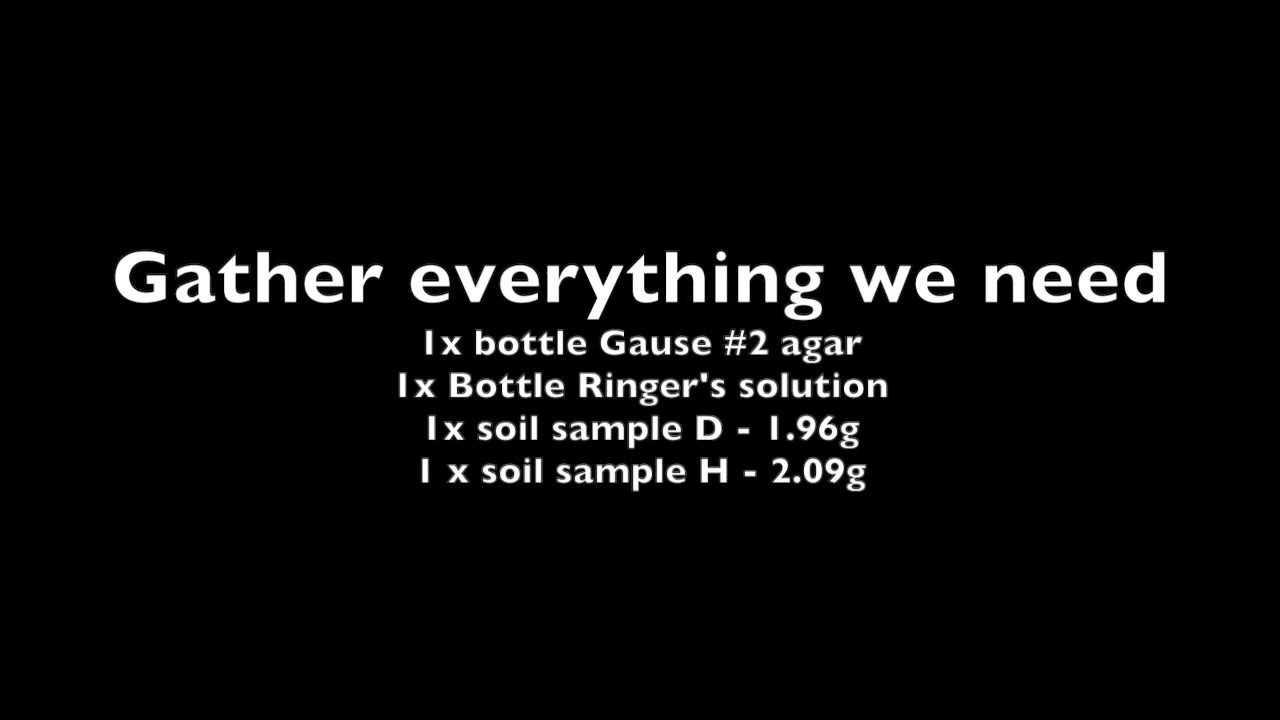 Gather everything we need
1x bottle Gause #2 agar
1x Bottle Ringer's solution
1x soil sample D - 1.96g
1 x soil sample H - 2.09g